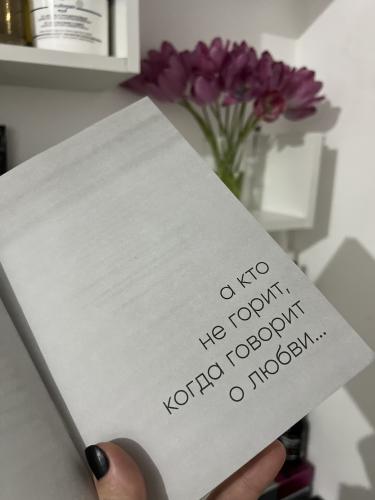 а кто
не горит,
когда говорит
о любви...